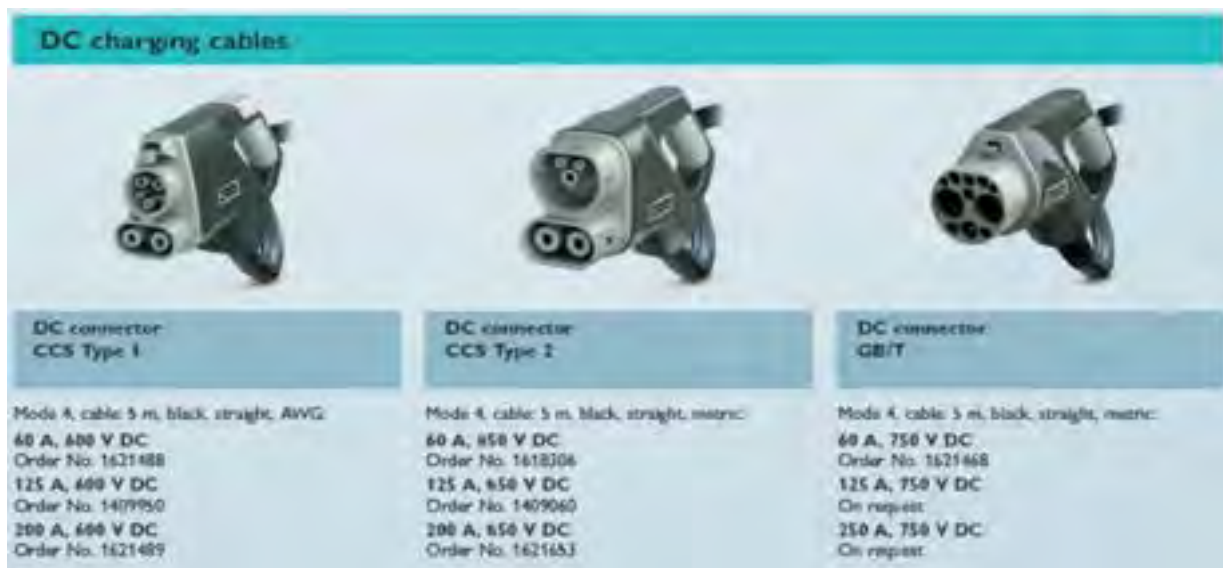 DC charging cables
DC connector
CCS Type 1
Mode 4, cable: 5 m, black, straight, AWG:
60 A, 600 V DC
Order No. 1621488
125 A, 600 V DC
Order No. 1409950
200 A, 600 V DC
Order No. 1621489
DC connector
CCS Type 2
Mode 4, cable: 5 m, black, straight, metric:
60 A, 850 V DC
Order No. 1618306
125 A, 850 V DC
Order No. 1409060
200 A, 850 V DC
Order No. 1621653
DC connector
GB/T
Mode 4, cable: 5 m, black, straight, metric:
60 A, 750 V DC
Order No. 1621468
125 A, 750 V DC
On request
250 A, 750 V DC
On request